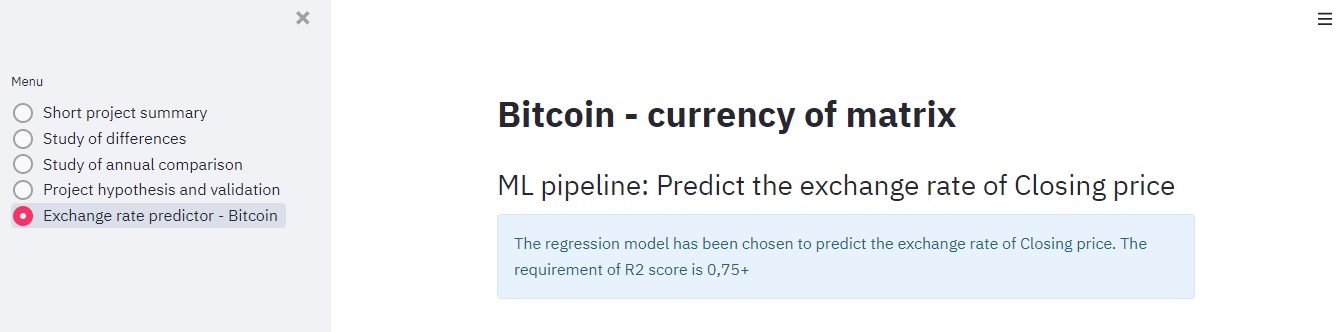 Menu
Short project summary
Study of differences
Study of annual comparison
Project hypothesis and validation
Exchange rate predictor - Bitcoin
Bitcoin - currency of matrix
ML pipeline: Predict the exchange rate of Closing price
The regression model has been chosen to predict the exchange rate of Closing price. The
requirement of R2 score is 0,75+